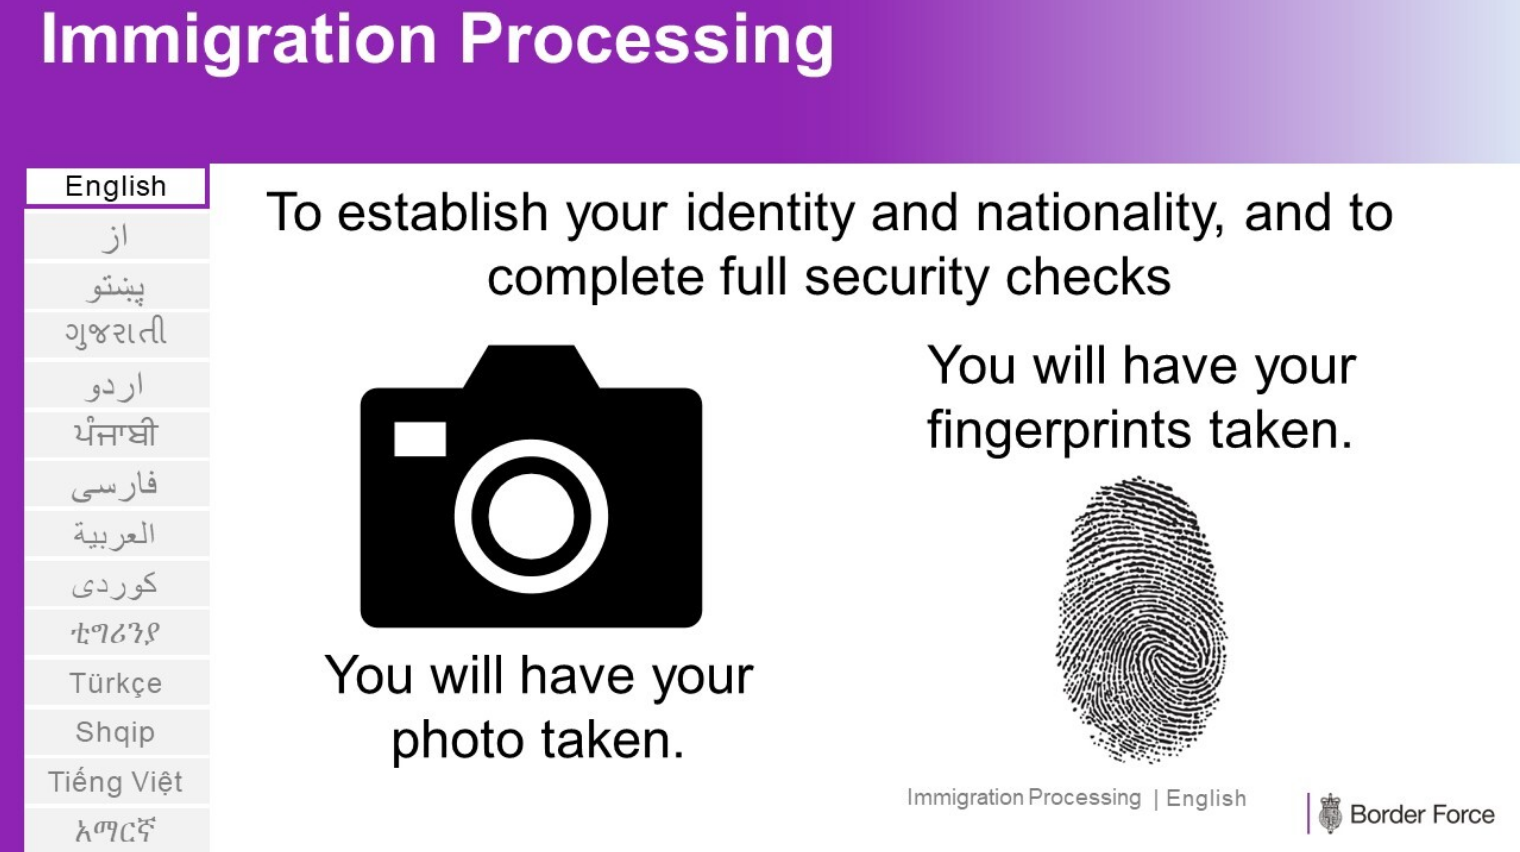 Immigration Processing
English
از
پښتو
ગુજરાતી
اردو
ਪੰਜਾਬੀ
فارسی
العربية
کوردی
ቲግሪንያ
Türkçe
Shqip
Tiếng Việt
አማርኛ
To establish your identity and nationality, and to
complete full security checks
You will have your
photo taken.
You will have your
fingerprints taken.
Immigration Processing | English
Border Force